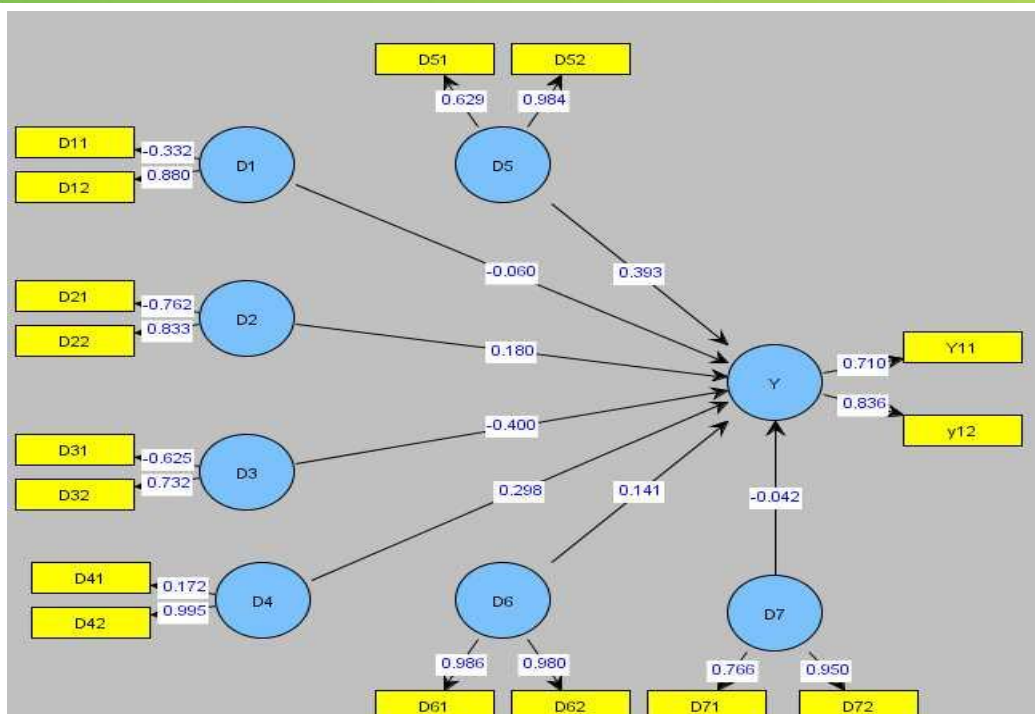 D51
D52
0.629
0.984
D11
-0.332
D1
D5
D12
0.880
-0.060
0.393
D21
-0.762
D2
D22
0.833
0.180
Y
0.710
Y11
0.836
y12
D31
-0.625
D3
-0.400
D32
0.732
0.298
0.141
-0.042
D41
0.172
D4
D6
D7
D42
0.995
0.986
0.980
0.766
0.950
D61
D62
D71
D72